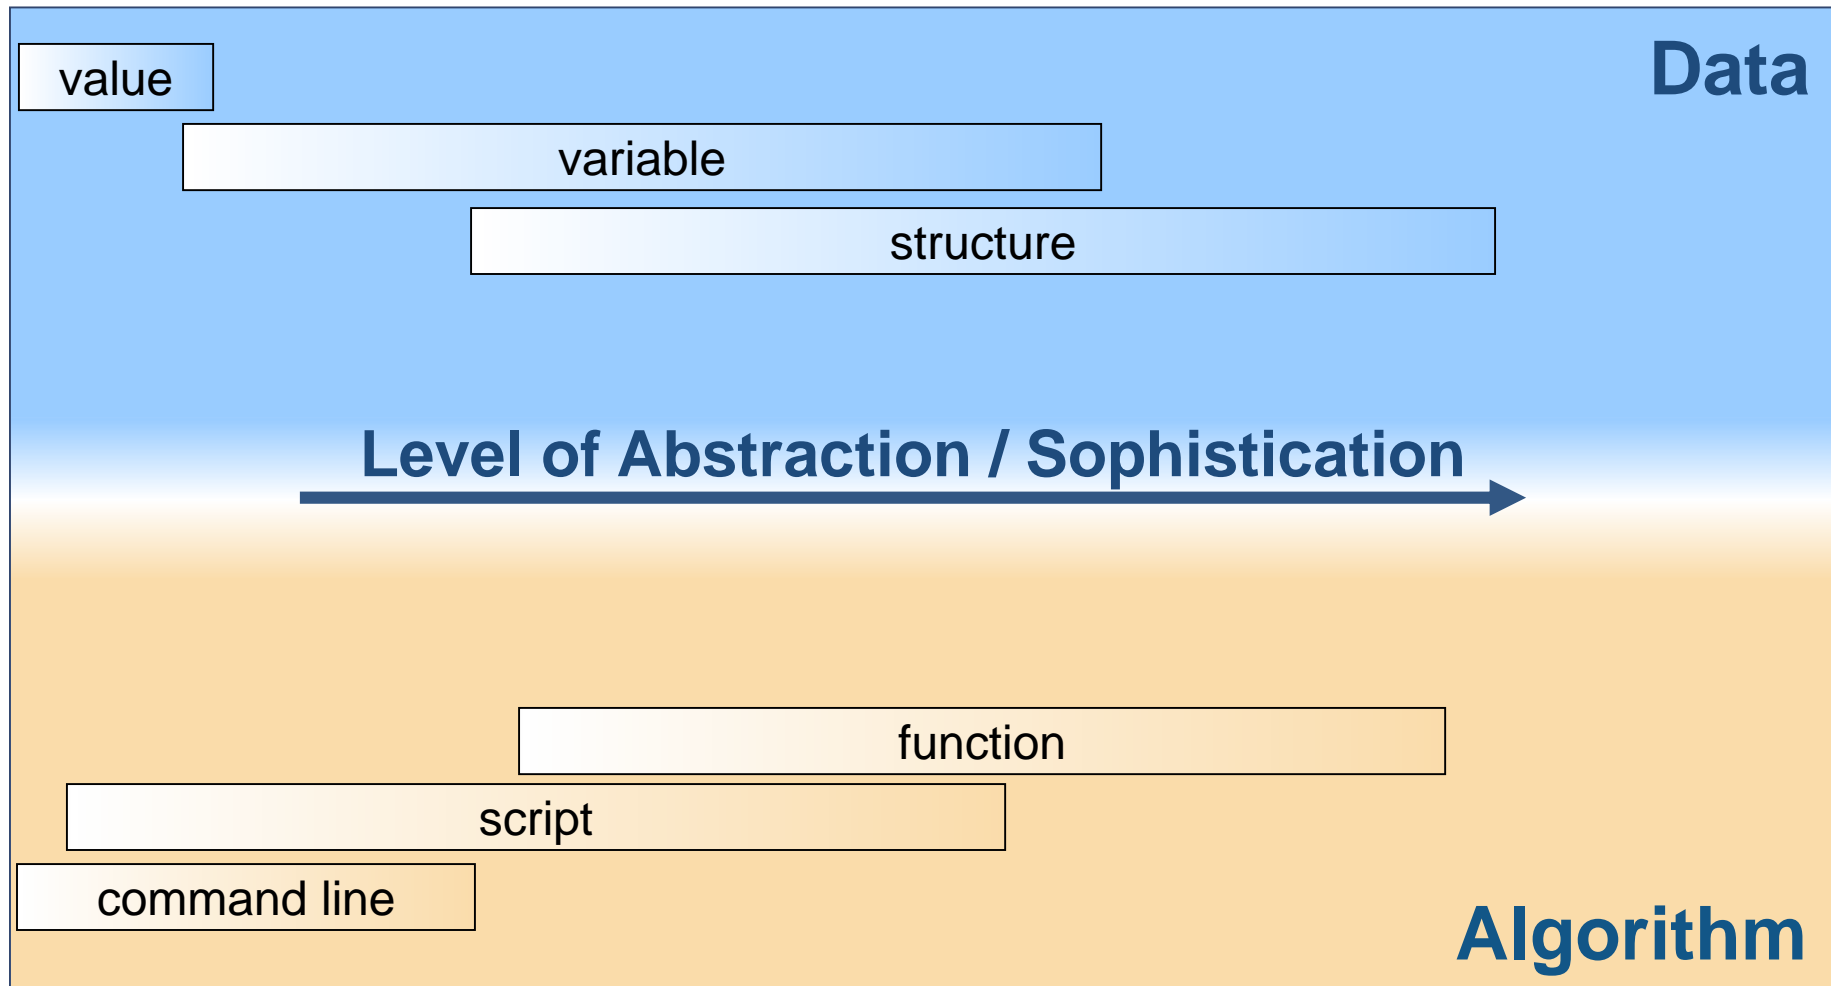 Data
value
variable
structure
Level of Abstraction / Sophistication
function
script
command line
Algorithm